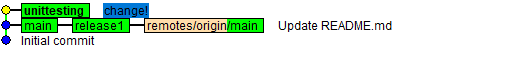 unittesting change!
main release1 remotes/origin/main Update README.md
Initial commit